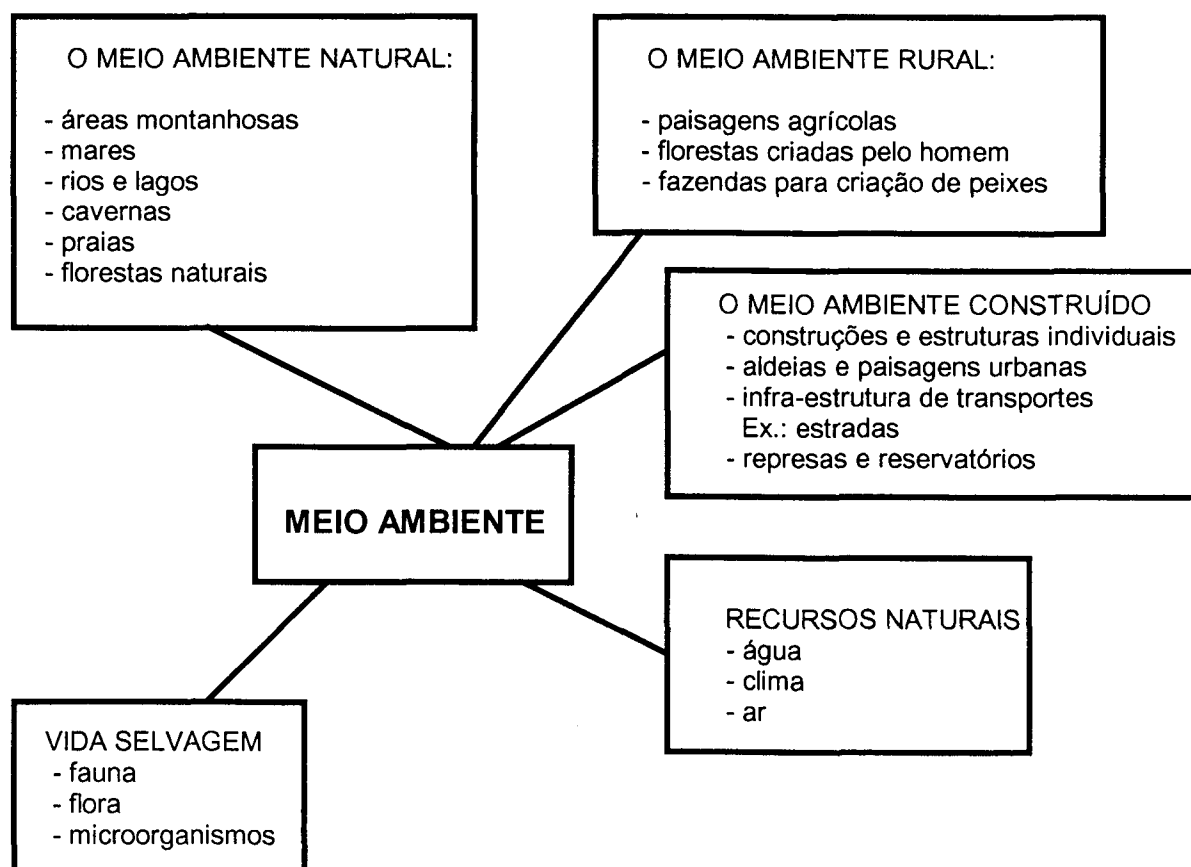 O MEIO AMBIENTE NATURAL:
- áreas montanhosas
- mares
- rios e lagos
- cavernas
- praias
- florestas naturais
O MEIO AMBIENTE RURAL:
- paisagens agrícolas
- florestas criadas pelo homem
- fazendas para criação de peixes
O MEIO AMBIENTE CONSTRUÍDO
- construções e estruturas individuais
- aldeias e paisagens urbanas
- infra-estrutura de transportes
Ex.: estradas
- represas e reservatórios
MEIO AMBIENTE
RECURSOS NATURAIS
- água
- clima
- ar
VIDA SELVAGEM
- fauna
- flora
- microorganismos